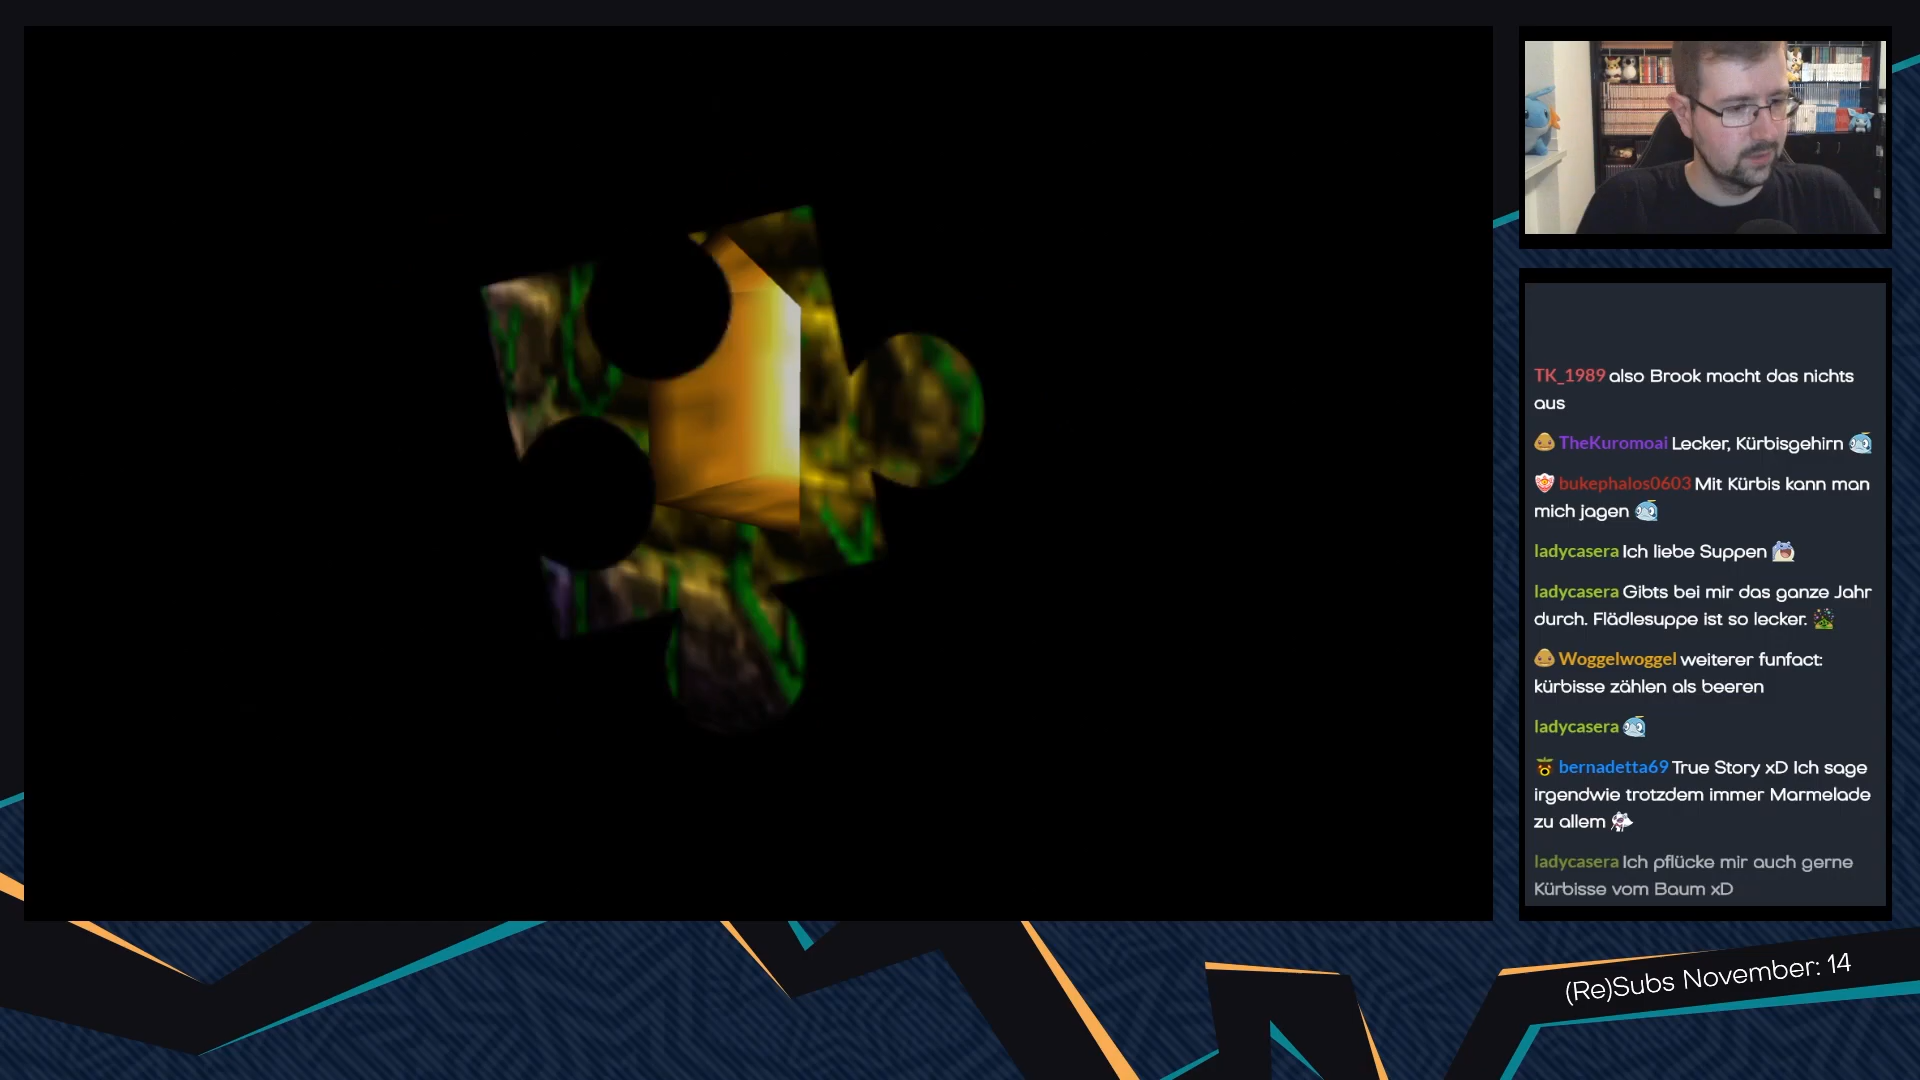 TK_1989 also Brook macht das nichts
aus
TheKuromoai Lecker, Kürbisgehirn
bukephalos0603 Mit Kürbis kann man
mich jagen
ladycasera Ich liebe Suppen
ladycasera Gibts bei mir das ganze Jahr
durch. Flädlesuppe ist so lecker.
Woggelwoggel weiterer funfact:
kürbisse zählen als beeren
ladycasera
bernadetta69 True Story xD Ich sage
irgendwie trotzdem immer Marmelade
zu allem
ladycasera Ich pflücke mir auch gerne
Kürbisse vom Baum xD
(Re)Subs November: 14